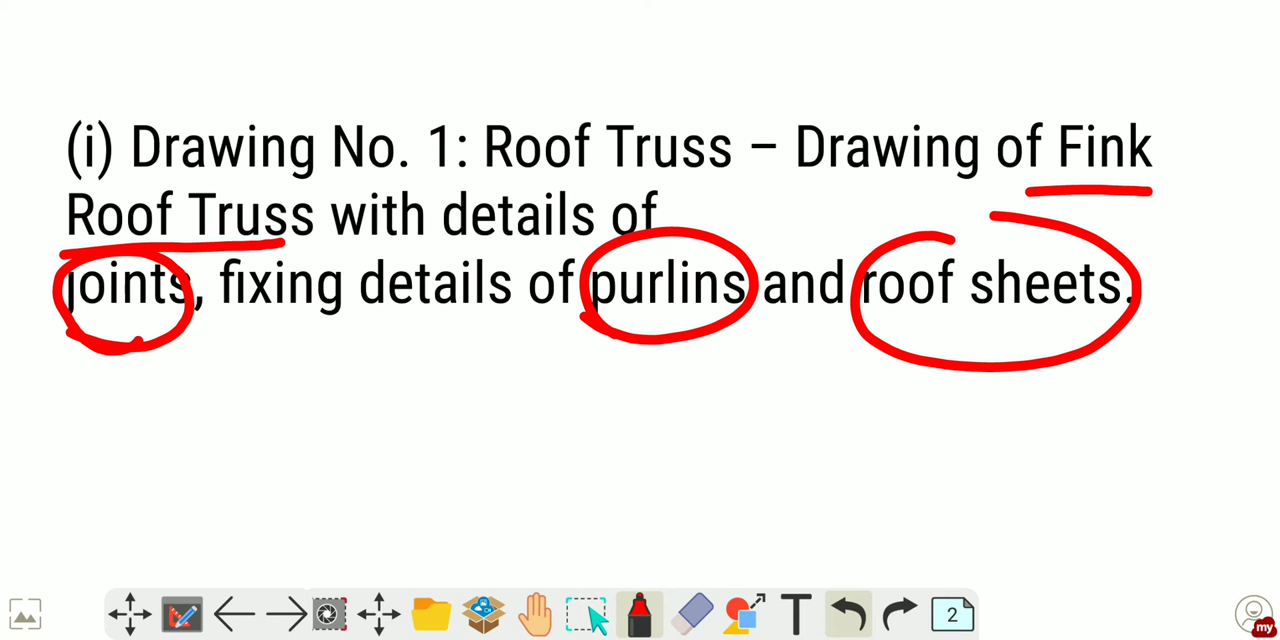 (i) Drawing No. 1: Roof Truss – Drawing of Fink
Roof Truss with details of
joints, fixing details of purlins and roof sheets.
T
2
my